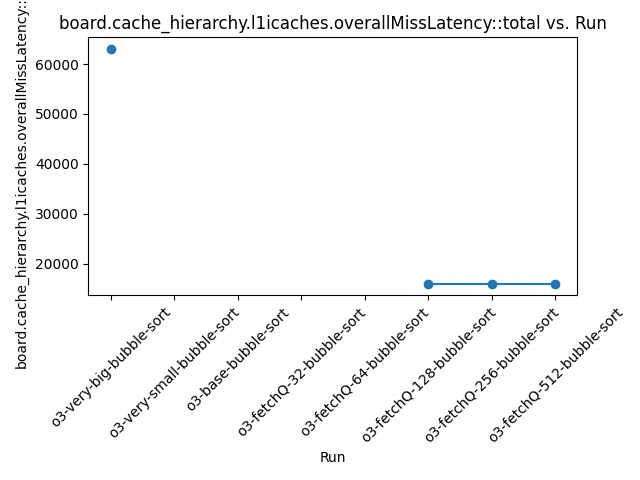 board.cache_hierarchy.l1icaches.overallMissLatency::total vs. Run
board.cache_hierarchy.l1icaches.overallMissLatency::
60000
50000
40000
30000
20000
o3-very-big-bubble-sort
o3-very-small-bubble-sort
o3-base-bubble-sort
o3-fetchQ-32-bubble-sort
o3-fetchQ-64-bubble-sort
o3-fetchQ-128-bubble-sort
o3-fetchQ-256-bubble-sort
o3-fetchQ-512-bubble-sort
Run